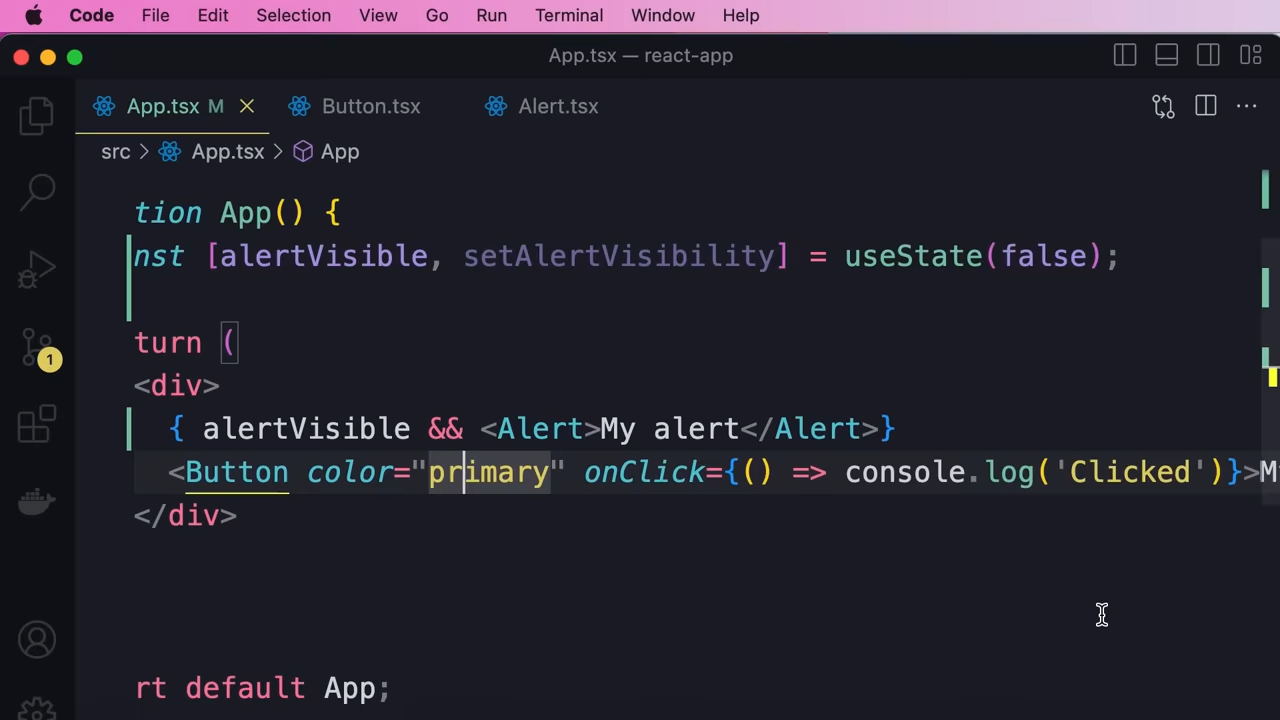 Code File Edit Selection View Go Run Terminal Window Help
App.tsx — react-app
App.tsx M Button.tsx Alert.tsx
src > App.tsx > App
tion App() {
nst [alertVisible, setAlertVisibility] = useState(false);
turn (
<div>
{ alertVisible && <Alert>My alert</Alert>}
<Button color="primary" onClick={() => console.log('Clicked')}>M
</div>
1
rt default App;